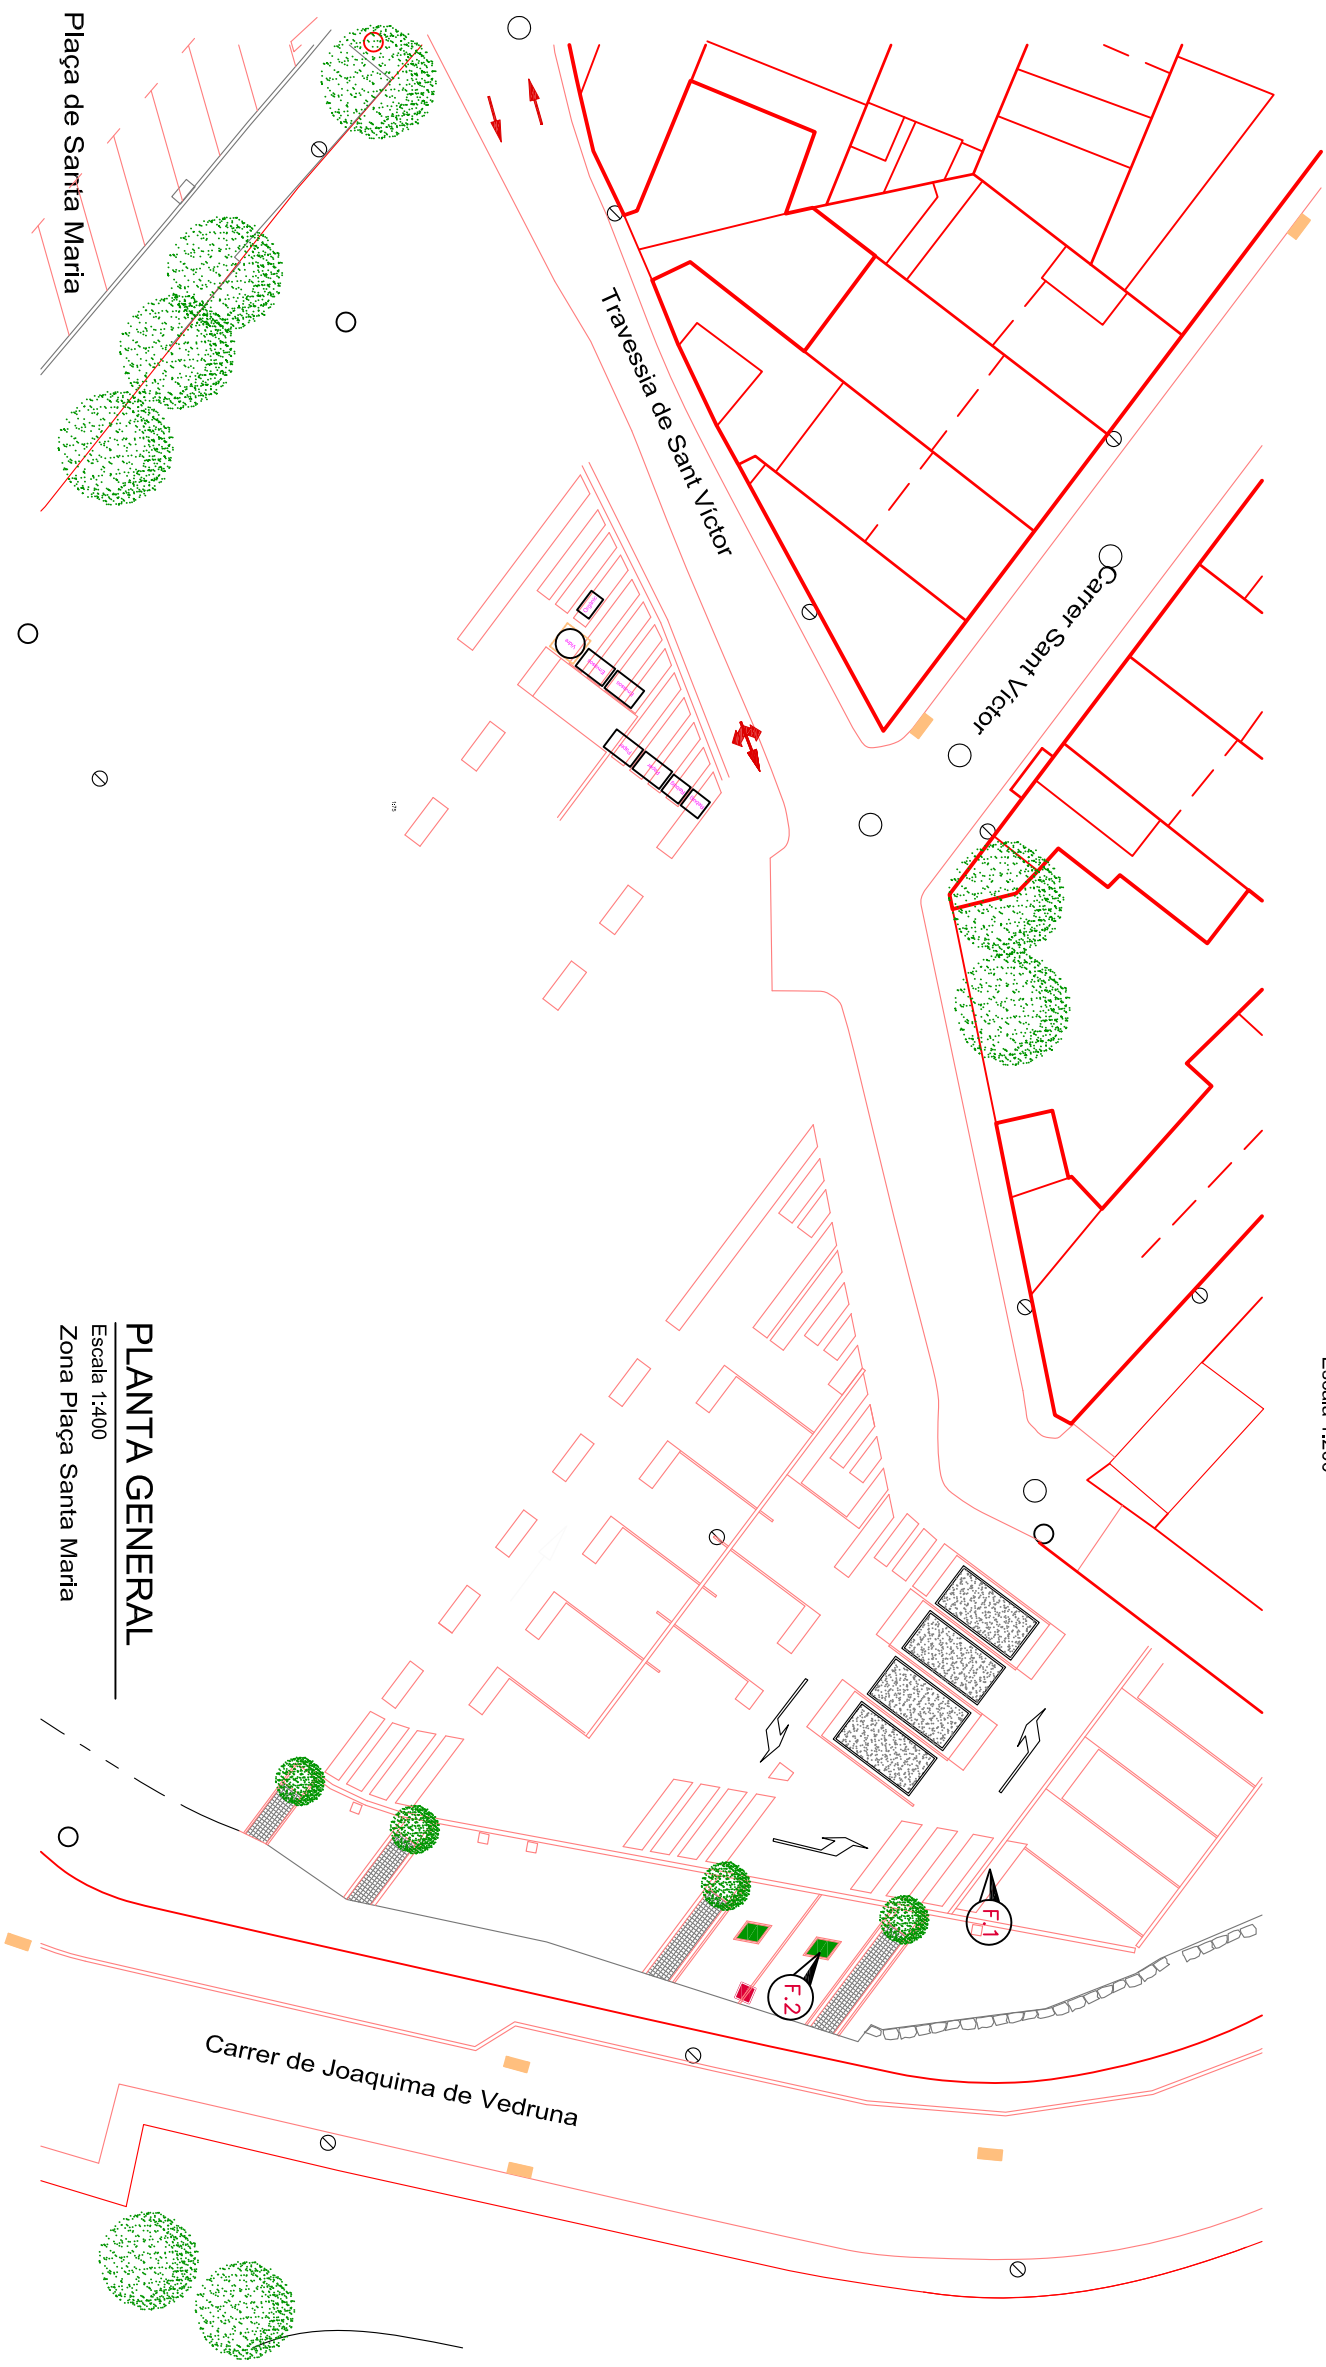 Plaça de Santa Maria
Travessia de Sant Víctor
Carrer Sant Víctor
PLANTA GENERAL
Escala 1:400
Zona Plaça Santa Maria
F.1
F.2
Carrer de Joaquima de Vedruna